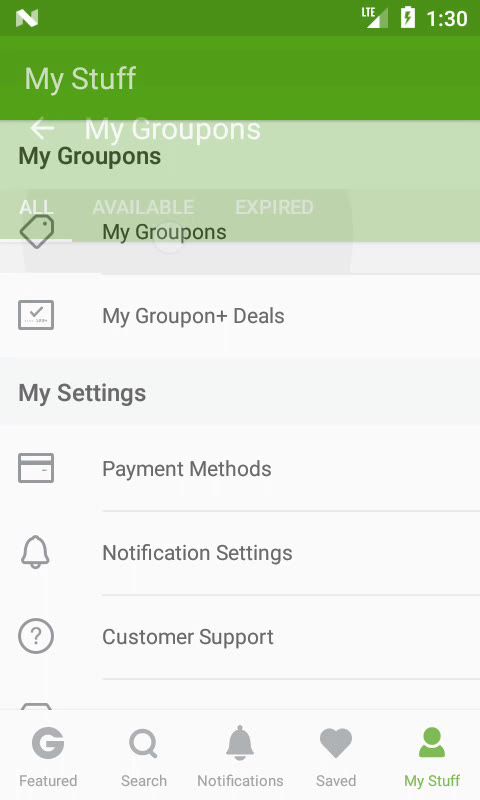 LTE 1:30
My Stuff
My Groupons
My Groupons
ALL AVAILABLE EXPIRED
My Groupons
My Groupon+ Deals
My Settings
Payment Methods
Notification Settings
? Customer Support
G
Featured Search Notifications Saved My Stuff